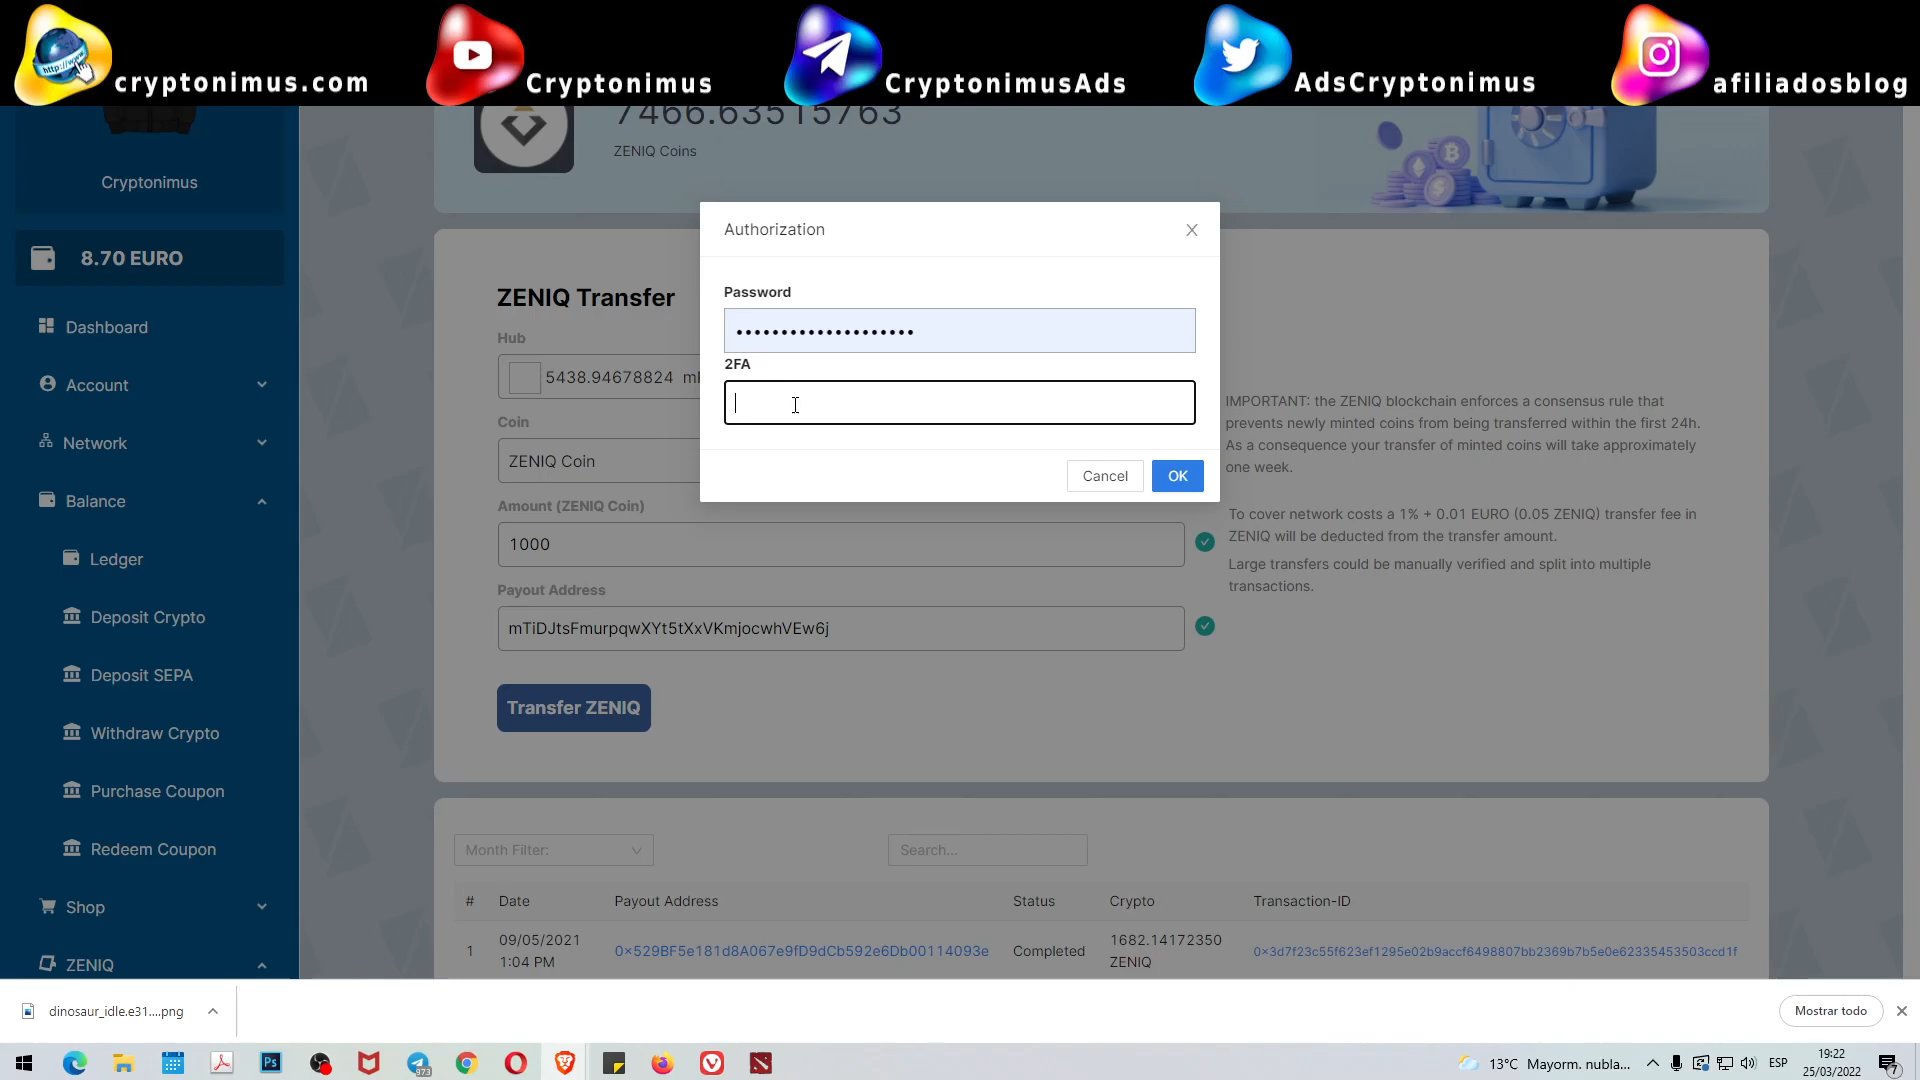 http://www
cryptonimus.com
Cryptonimus
CryptonimusAds
AdsCryptonimus
afiliadosblog
Cryptonimus
8.70 EURO
Dashboard
Account
Network
Balance
Ledger
Deposit Crypto
Deposit SEPA
Withdraw Crypto
Purchase Coupon
Redeem Coupon
Shop
ZENIQ
7466.63515763
ZENIQ Coins
ZENIQ Transfer
Hub
5438.94678824
Coin
ZENIQ Coin
Amount (ZENIQ Coin)
1000
Payout Address
mTiDJtsFmurpqwXYt5tXxVKmjocwhVEw6j
Transfer ZENIQ
Authorization
Password
2FA
Cancel
OK
IMPORTANT: the ZENIQ blockchain enforces a consensus rule that
prevents newly minted coins from being transferred within the first 24h.
As a consequence your transfer of minted coins will take approximately
one week.
To cover network costs a 1% + 0.01 EURO (0.05 ZENIQ) transfer fee in
ZENIQ will be deducted from the transfer amount.
Large transfers could be manually verified and split into multiple
transactions.
Month Filter:
Search...
# Date Payout Address Status Crypto Transaction-ID
1 09/05/2021 1:04 PM 0x529BF5e181d8A067e9fD9dCb592e6Db00114093e Completed 1682.14172350 ZENIQ 0x3d7f23c55f623ef1295e02b9accf6498807bb2369b7b5e0e62335453503ccd1f
dinosaur_idle.e31....png
Mostrar todo
Ps
973
13°C Mayorm. nubla...
ESP
19:22
25/03/2022
7